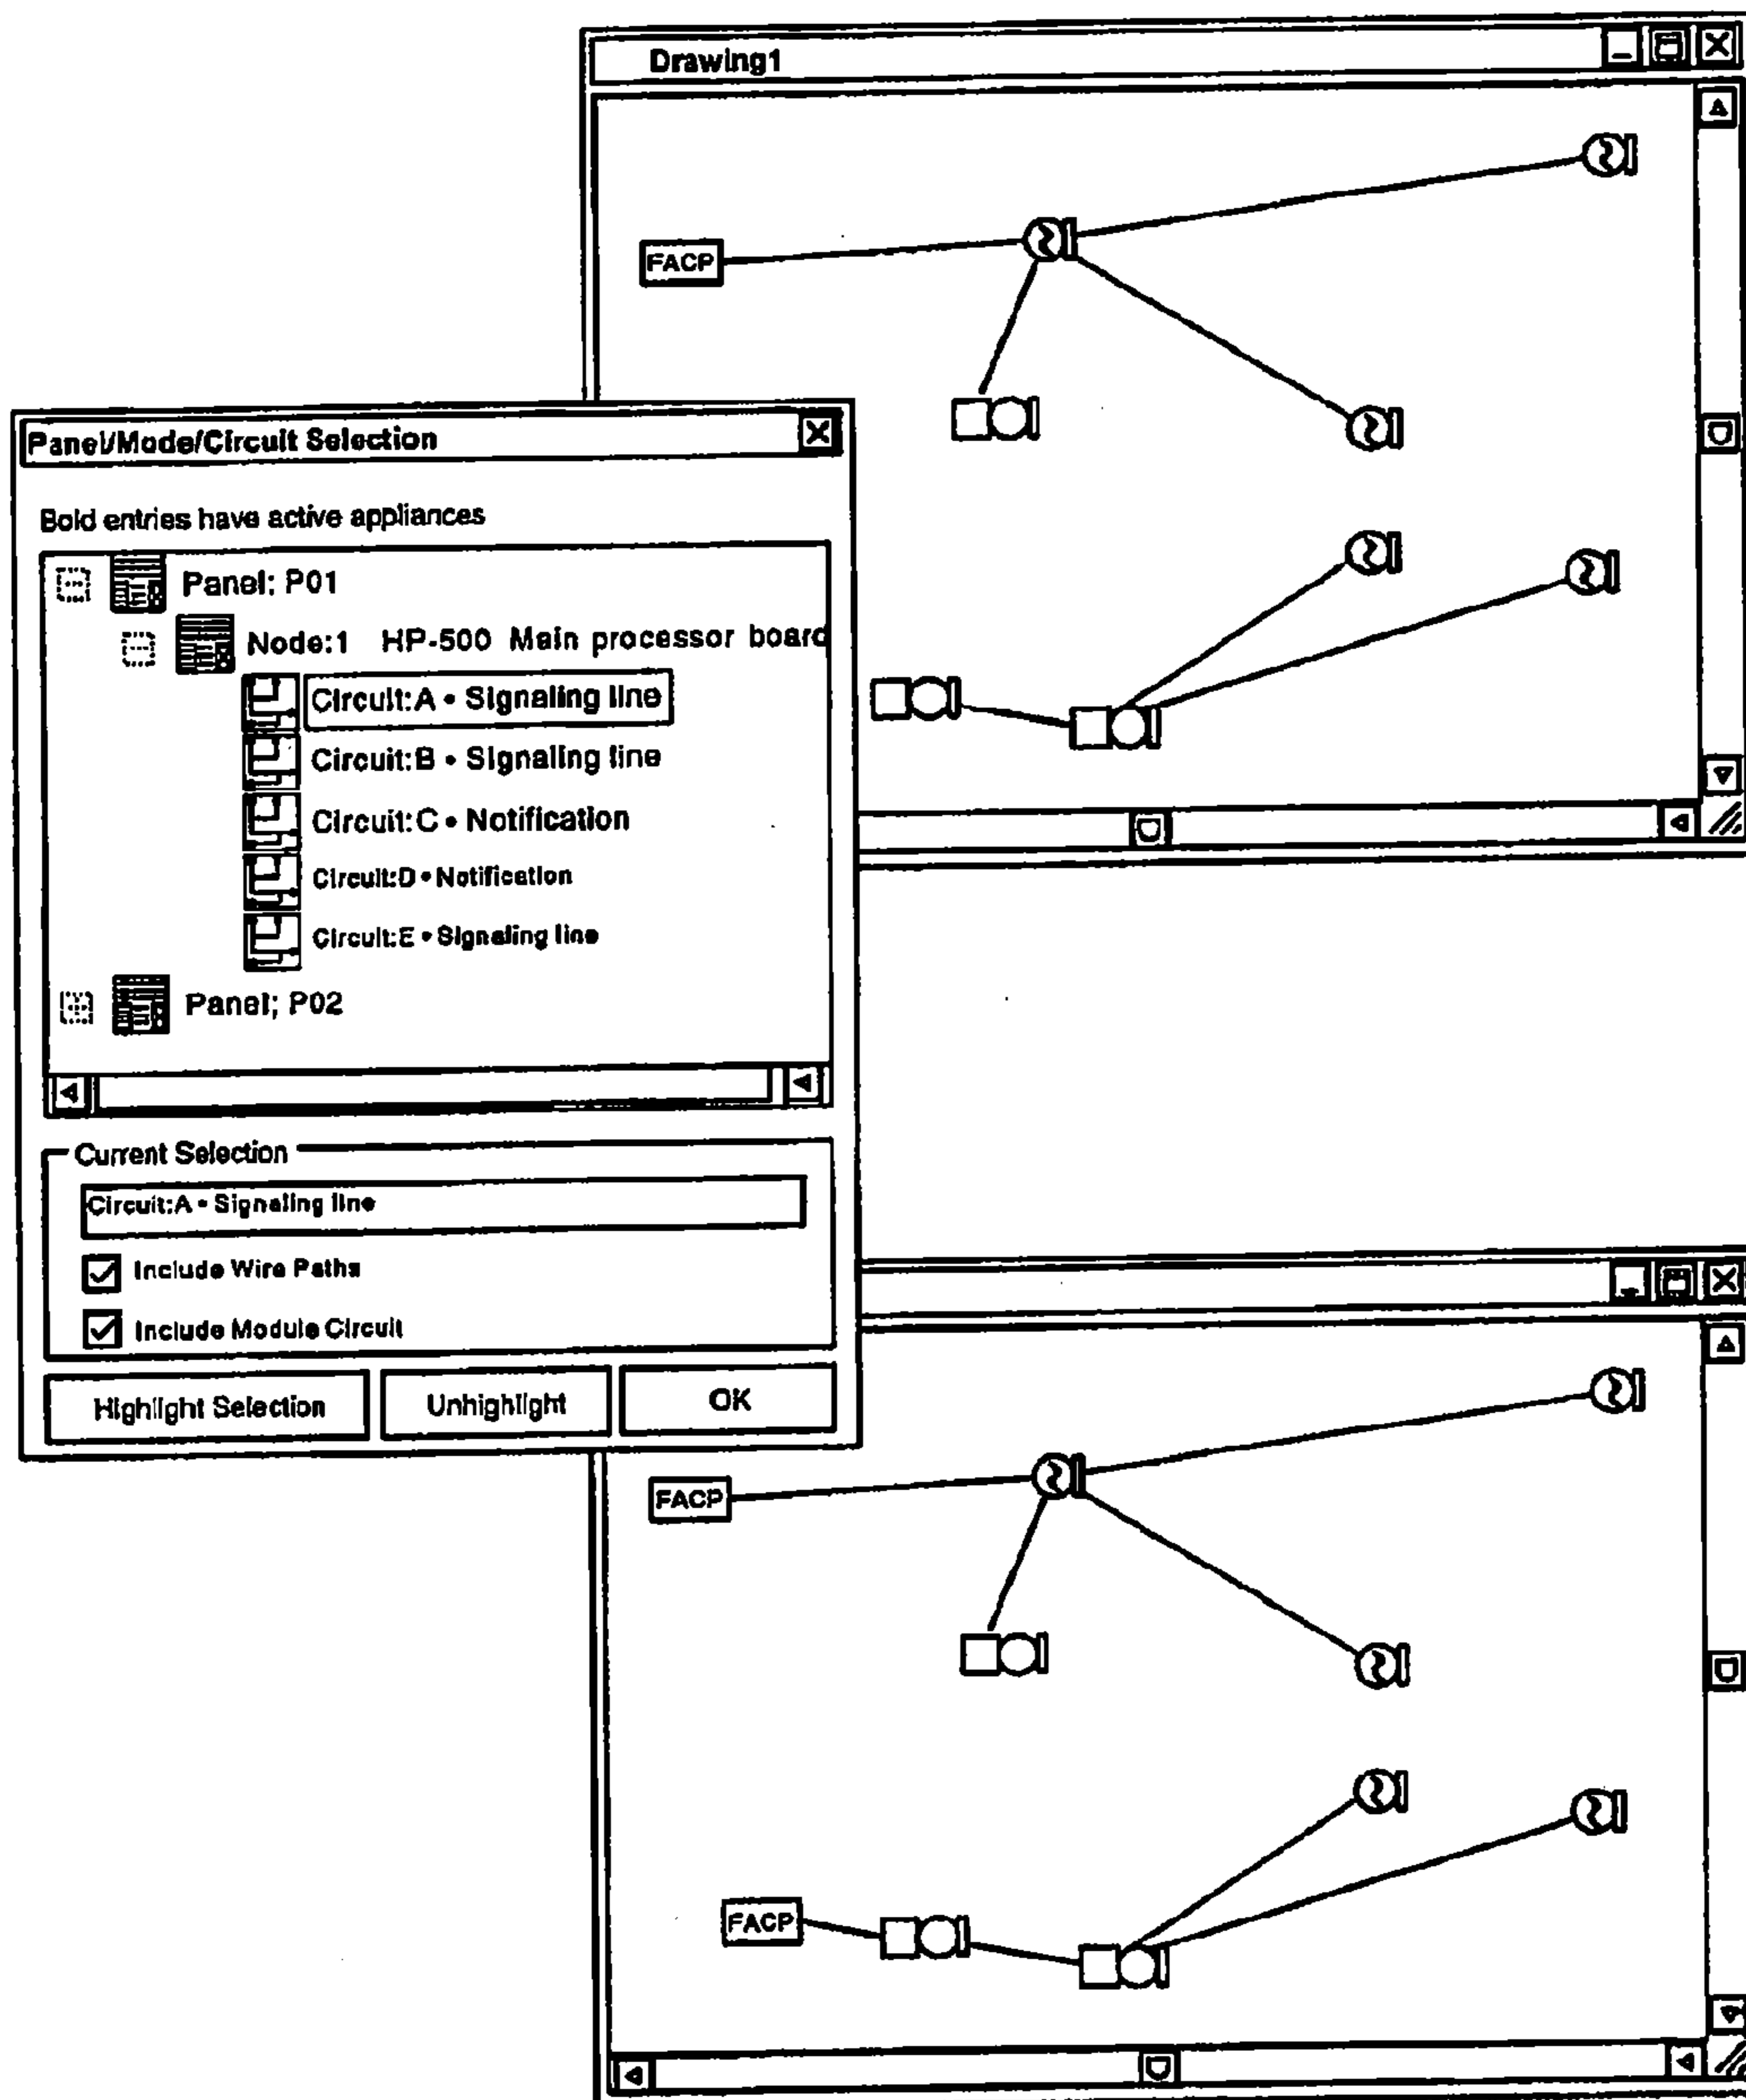 Drawing1
FACP
Panel/Mode/Circuit Selection
Bold entries have active appliances
Panel; P01
Node:1 HP-500 Main processor board
Circuit:A • Signaling line
Circuit:B • Signaling line
Circuit:C • Notification
Circuit:D • Notification
Circuit:E • Signaling line
Panel; P02
Current Selection
Circuit:A • Signaling line
Include Wire Paths
Include Module Circuit
Highlight Selection Unhighlight OK
FACP
FACP